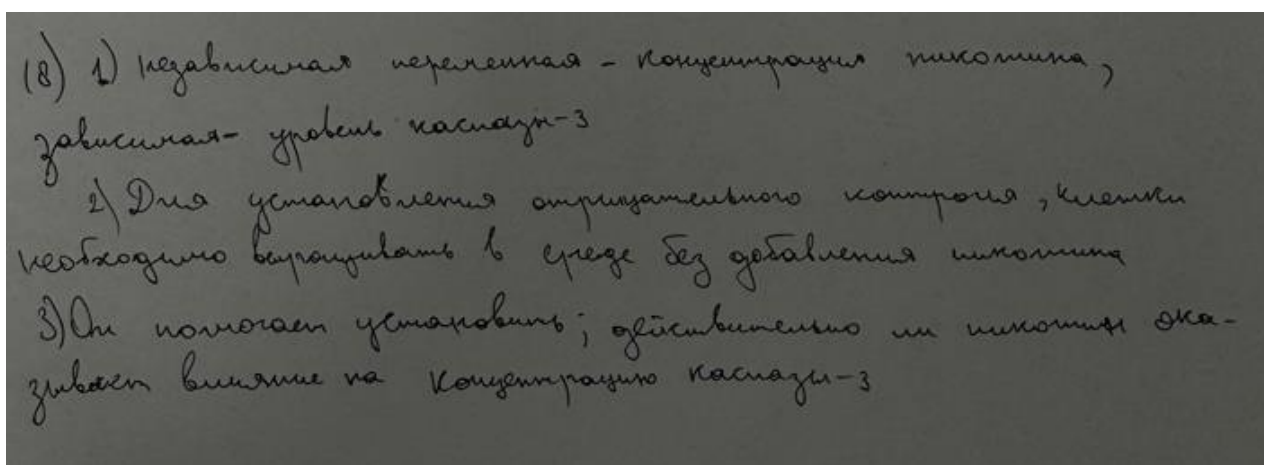 (8) 1) Независимая переменная - концентрация никотина,
зависимая- уровень каспазы-3
2) Для установления отрицательного контроля, клетки
необходимо выращивать в среде без добавления никотина
3) Он помогает установить; действительно ли никотин ока-
зывает влияние на концентрацию каспазы-3